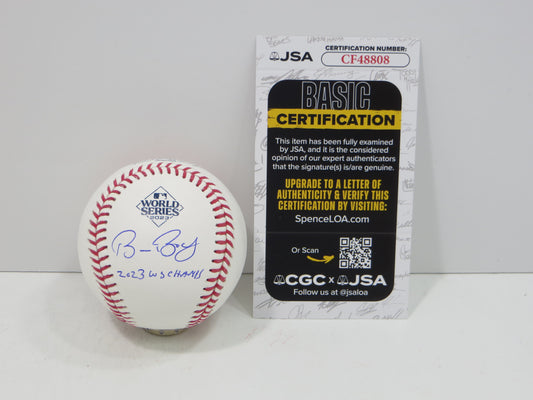 WORLD
SERIES
2023
2023 WS CHAMPS
JSA
CERTIFICATION NUMBER:
CF48808
BASIC
CERTIFICATION
This item has been fully examined
by JSA, and it is the considered
opinion of our expert authenticators
that the signature(s) is/are genuine.
UPGRADE TO A LETTER OF
AUTHENTICITY & VERIFY THIS
CERTIFICATION BY VISITING:
SpenceLOA.com
Or Scan
CGC x JSA
Follow us at @jsaloa